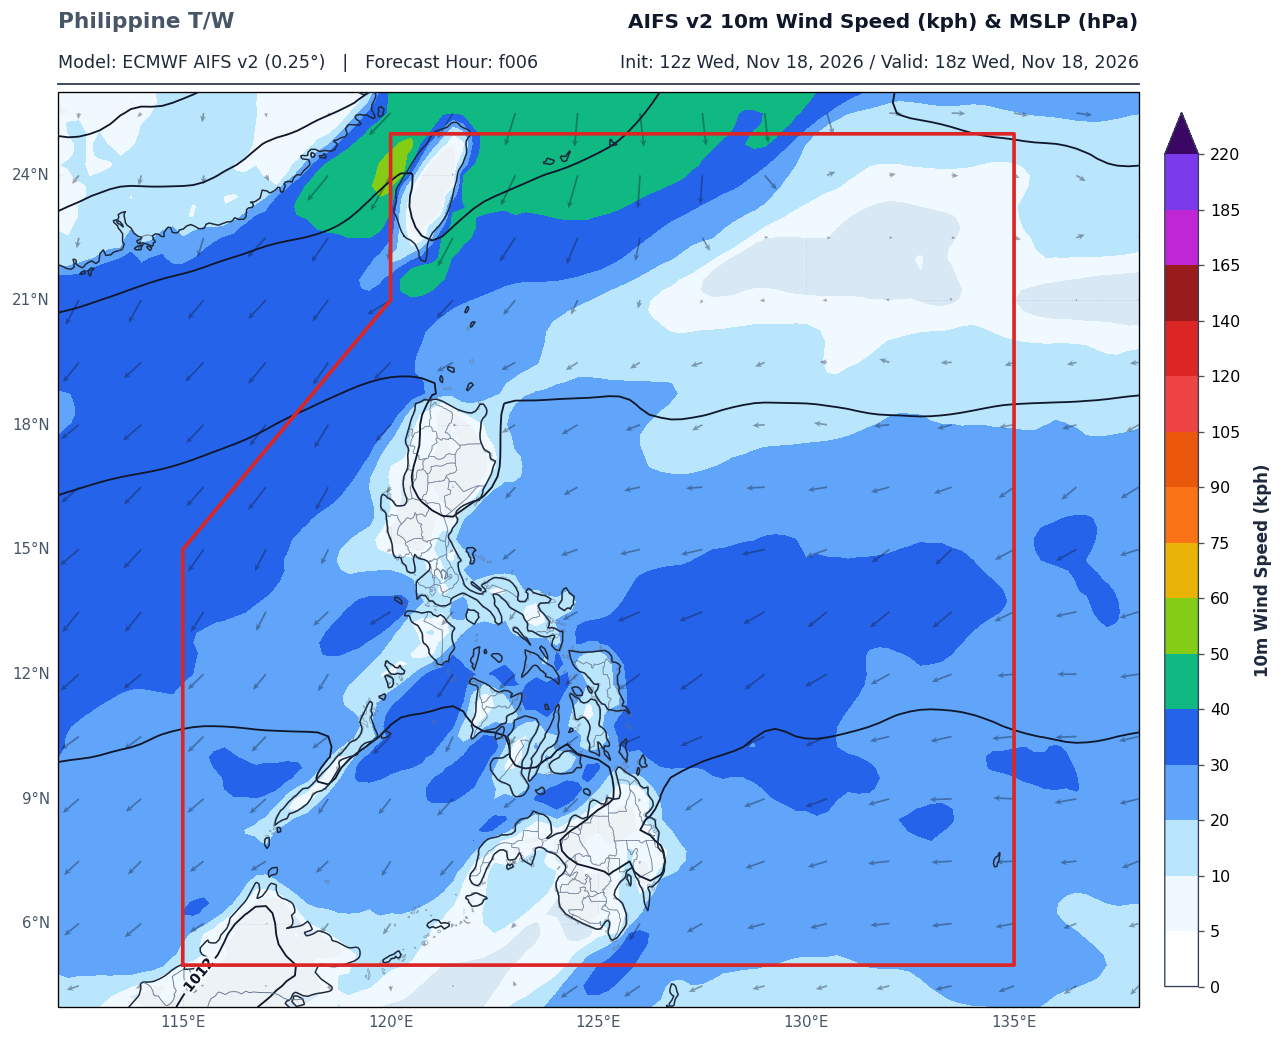 Philippine T/W
AIFS v2 10m Wind Speed (kph) & MSLP (hPa)
Model: ECMWF AIFS v2 (0.25°) | Forecast Hour: f006
Init: 12z Wed, Nov 18, 2026 / Valid: 18z Wed, Nov 18, 2026
24°N
21°N
18°N
15°N
12°N
9°N
6°N
1012
115°E
120°E
125°E
130°E
135°E
220
185
165
140
120
105
90
75
60
50
40
30
20
10
5
0
10m Wind Speed (kph)